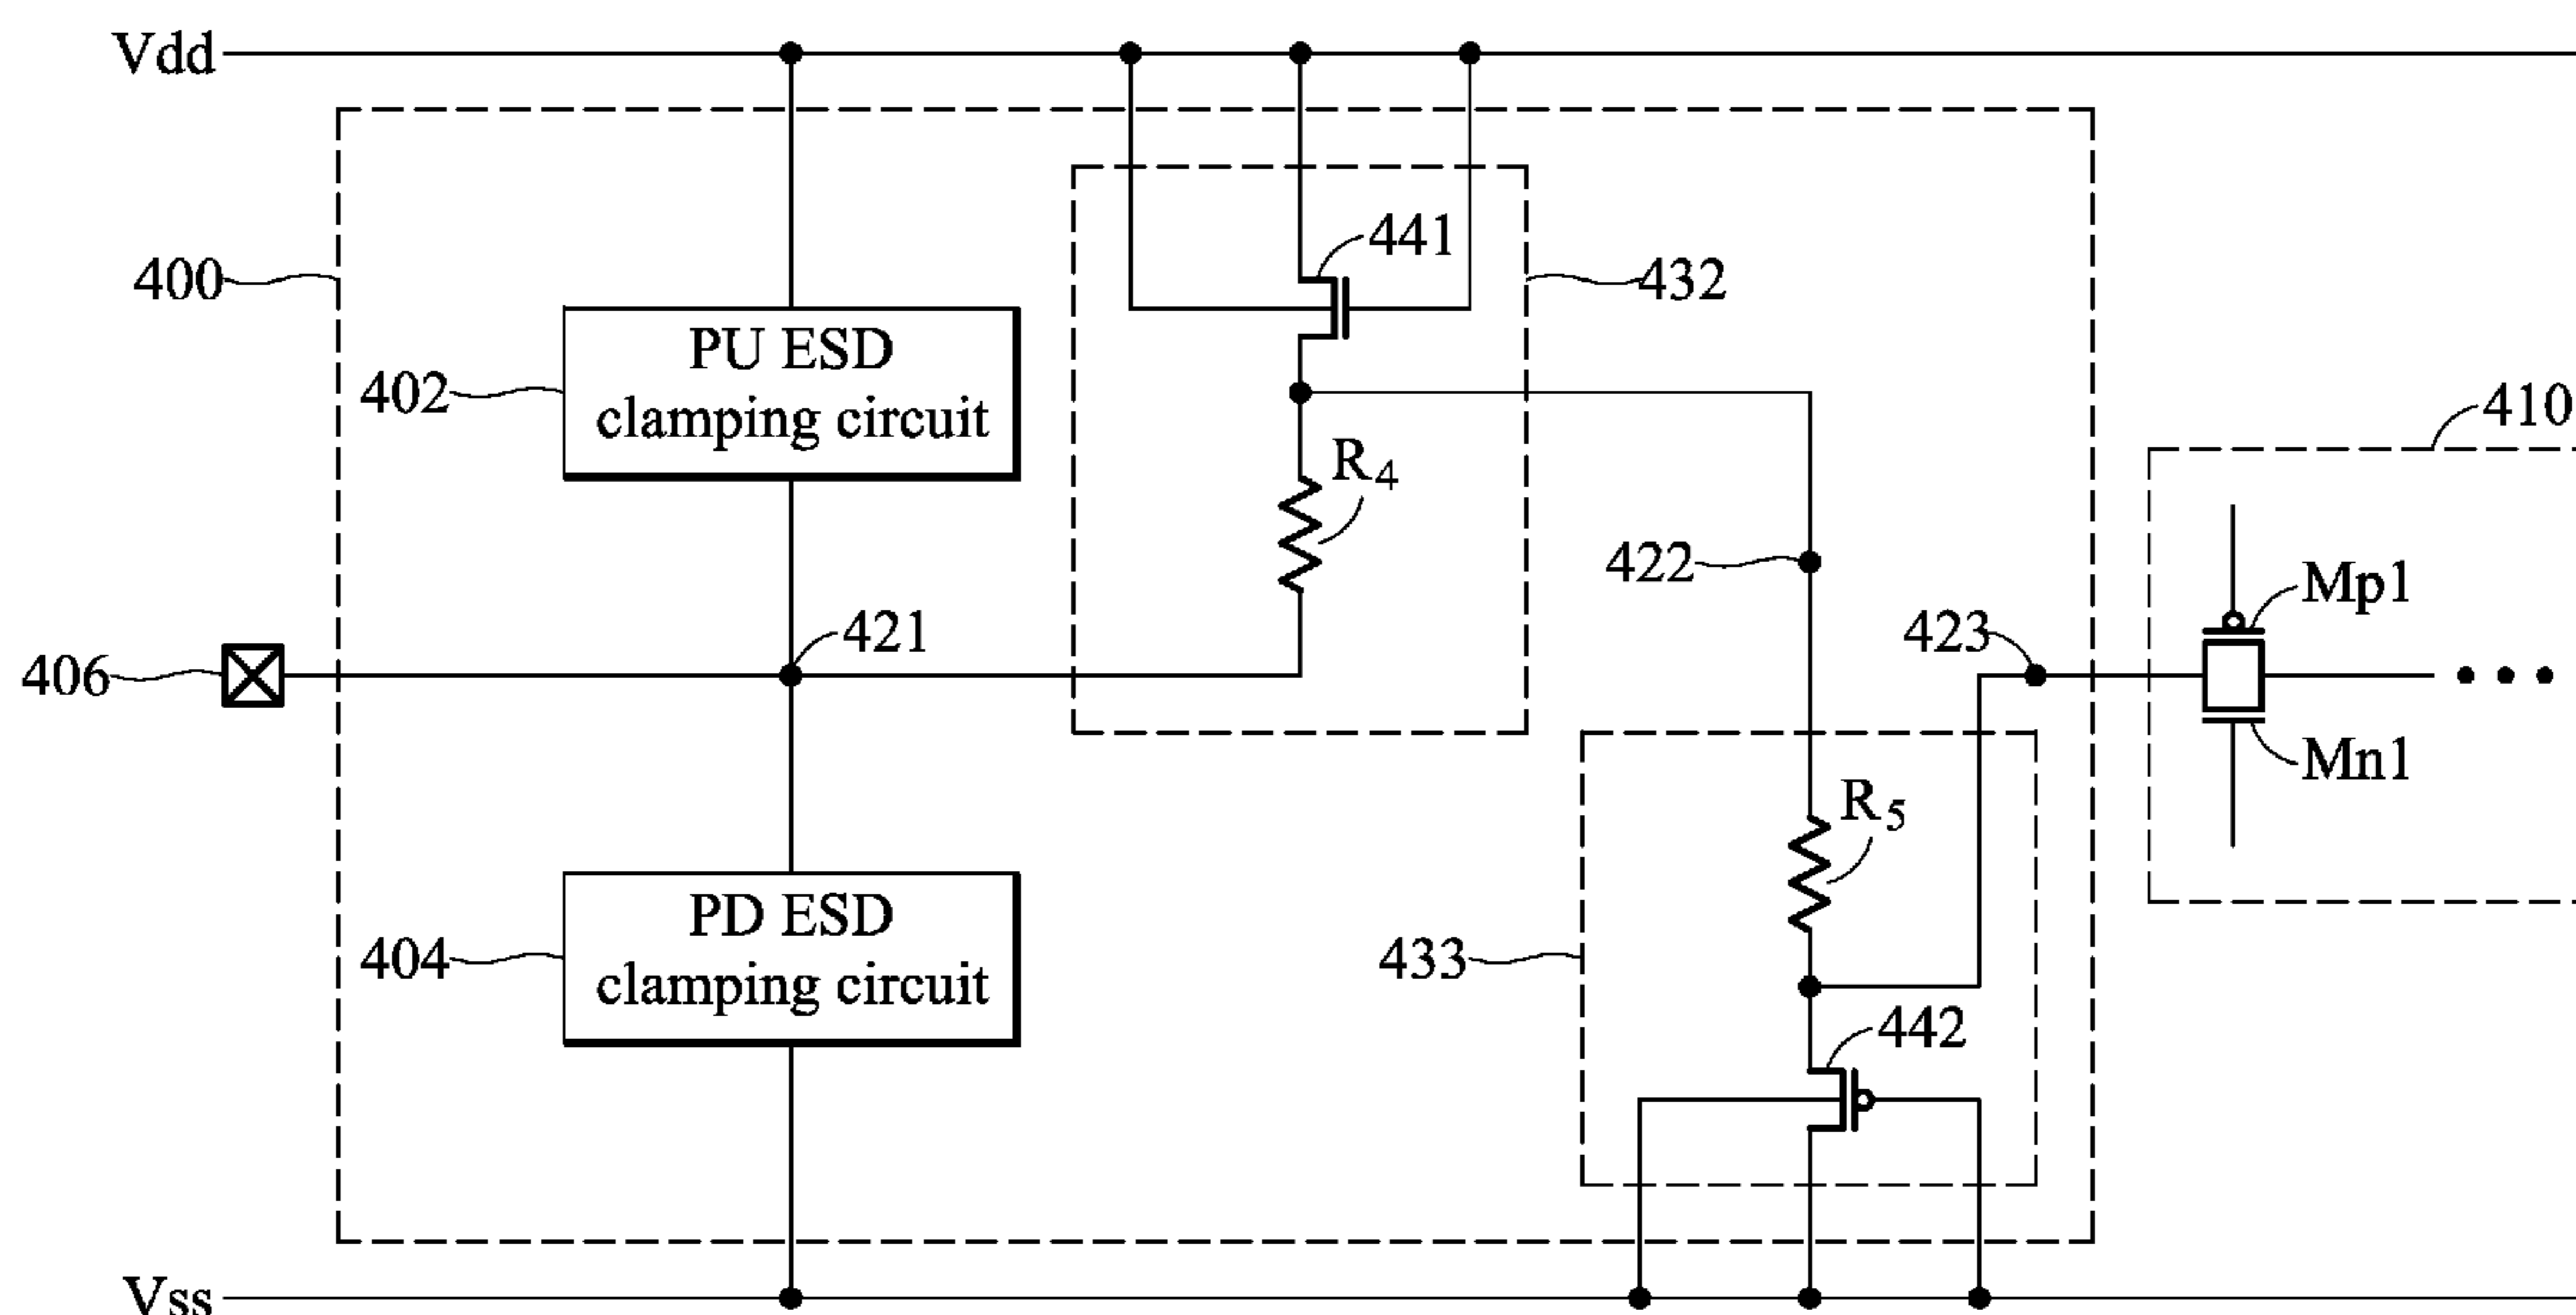 Vdd
441
400
432
PU ESD
clamping circuit
402
R4
410
422
Mp1
421
423
406
Mn1
R5
PD ESD
clamping circuit
404
433
442
Vss